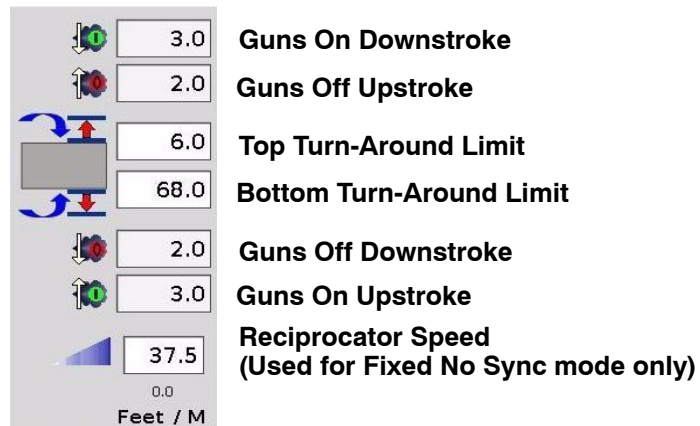 3.0 Guns On Downstroke
2.0 Guns Off Upstroke
6.0 Top Turn-Around Limit
68.0 Bottom Turn-Around Limit
2.0 Guns Off Downstroke
3.0 Guns On Upstroke
37.5 Reciprocator Speed
(Used for Fixed No Sync mode only)
0.0
Feet / M